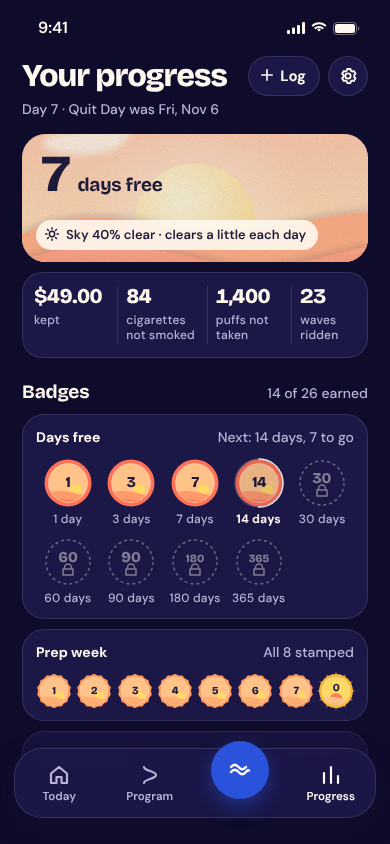 9:41
Your progress
+ Log
Day 7 · Quit Day was Fri, Nov 6
7 days free
Sky 40% clear · clears a little each day
$49.00 84 1,400 23
kept cigarettes puffs not waves
not smoked taken ridden
Badges 14 of 26 earned
Days free Next: 14 days, 7 to go
1 3 7 14 30
1 day 3 days 7 days 14 days 30 days
60 90 180 365
60 days 90 days 180 days 365 days
Prep week All 8 stamped
1 2 3 4 5 6 7 0
Today Program Progress